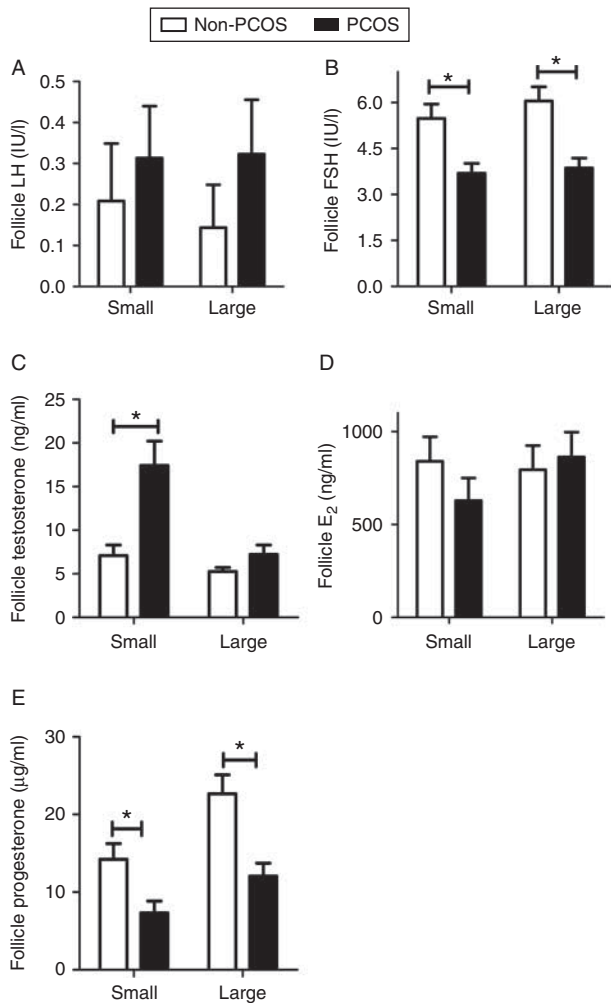 Non-PCOS PCOS
A
Follicle LH (IU/l)
0.5
0.4
0.3
0.2
0.1
0.0
Small Large
B
Follicle FSH (IU/l)
* *
6.0
4.5
3.0
1.5
0.0
Small Large
C
Follicle testosterone (ng/ml)
25
20
15
10
5
0
*
Small Large
D
Follicle E₂ (ng/ml)
1000
500
0
Small Large
E
Follicle progesterone (μg/ml)
30
20
10
0
* *
Small Large